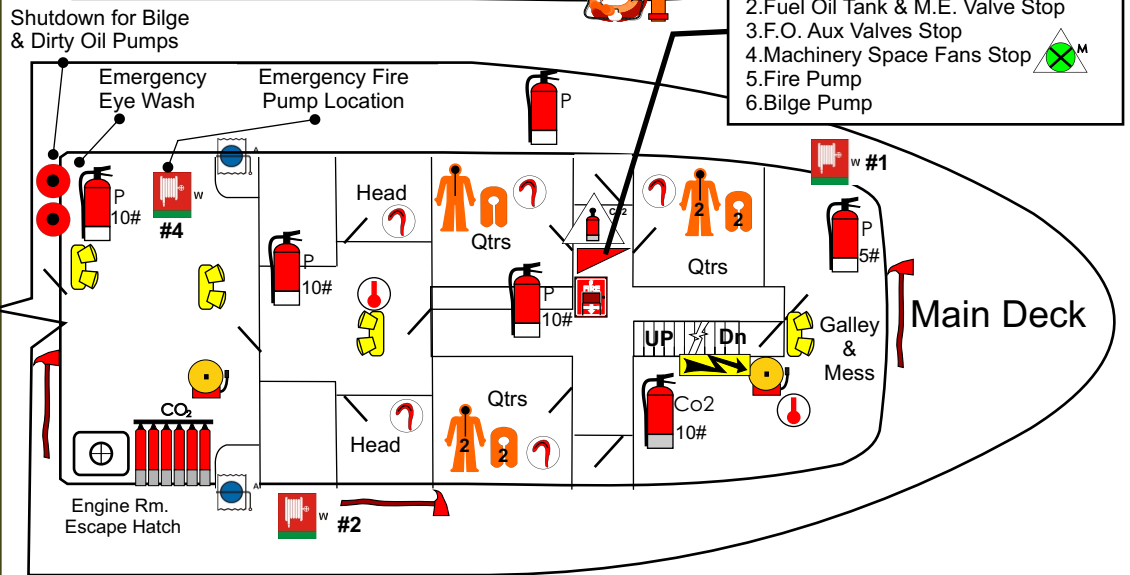 Shutdown for Bilge
& Dirty Oil Pumps
2.Fuel Oil Tank & M.E. Valve Stop
3.F.O. Aux Valves Stop
4.Machinery Space Fans Stop
M
5.Fire Pump
6.Bilge Pump
Emergency
Eye Wash
Emergency Fire
Pump Location
P
A
W #1
P
10#
W
#4
Head
Qtrs
CO2
2
2
Qtrs
P
5#
P
10#
P
10#
FIRE
UP
Dn
Galley
&
Mess
Main Deck
CO2
Head
Qtrs
2
2
Co2
10#
A
Engine Rm.
Escape Hatch
W
#2